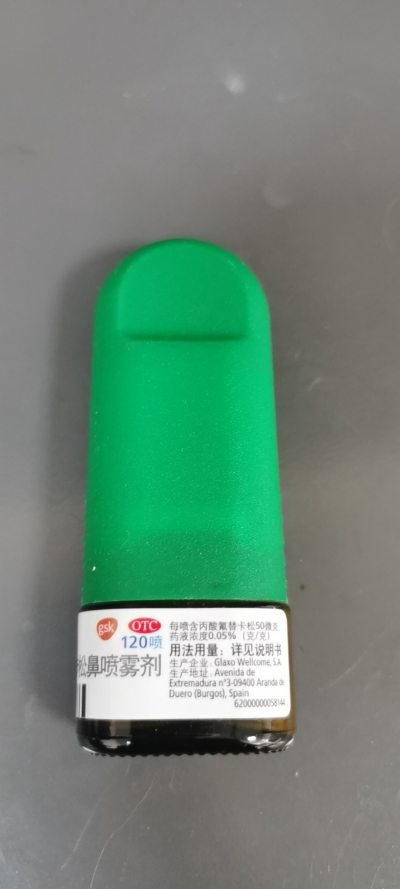 gsk
OTC
120喷
松鼻喷雾剂
每喷含丙酸氟替卡松50微克
药液浓度0.05% (克/克)
用法用量：详见说明书
生产企业：Glaxo Wellcome, S.A.
生产地址：Avenida de
Extremadura n°3-09400 Aranda de
Duero (Burgos), Spain
62000000058144